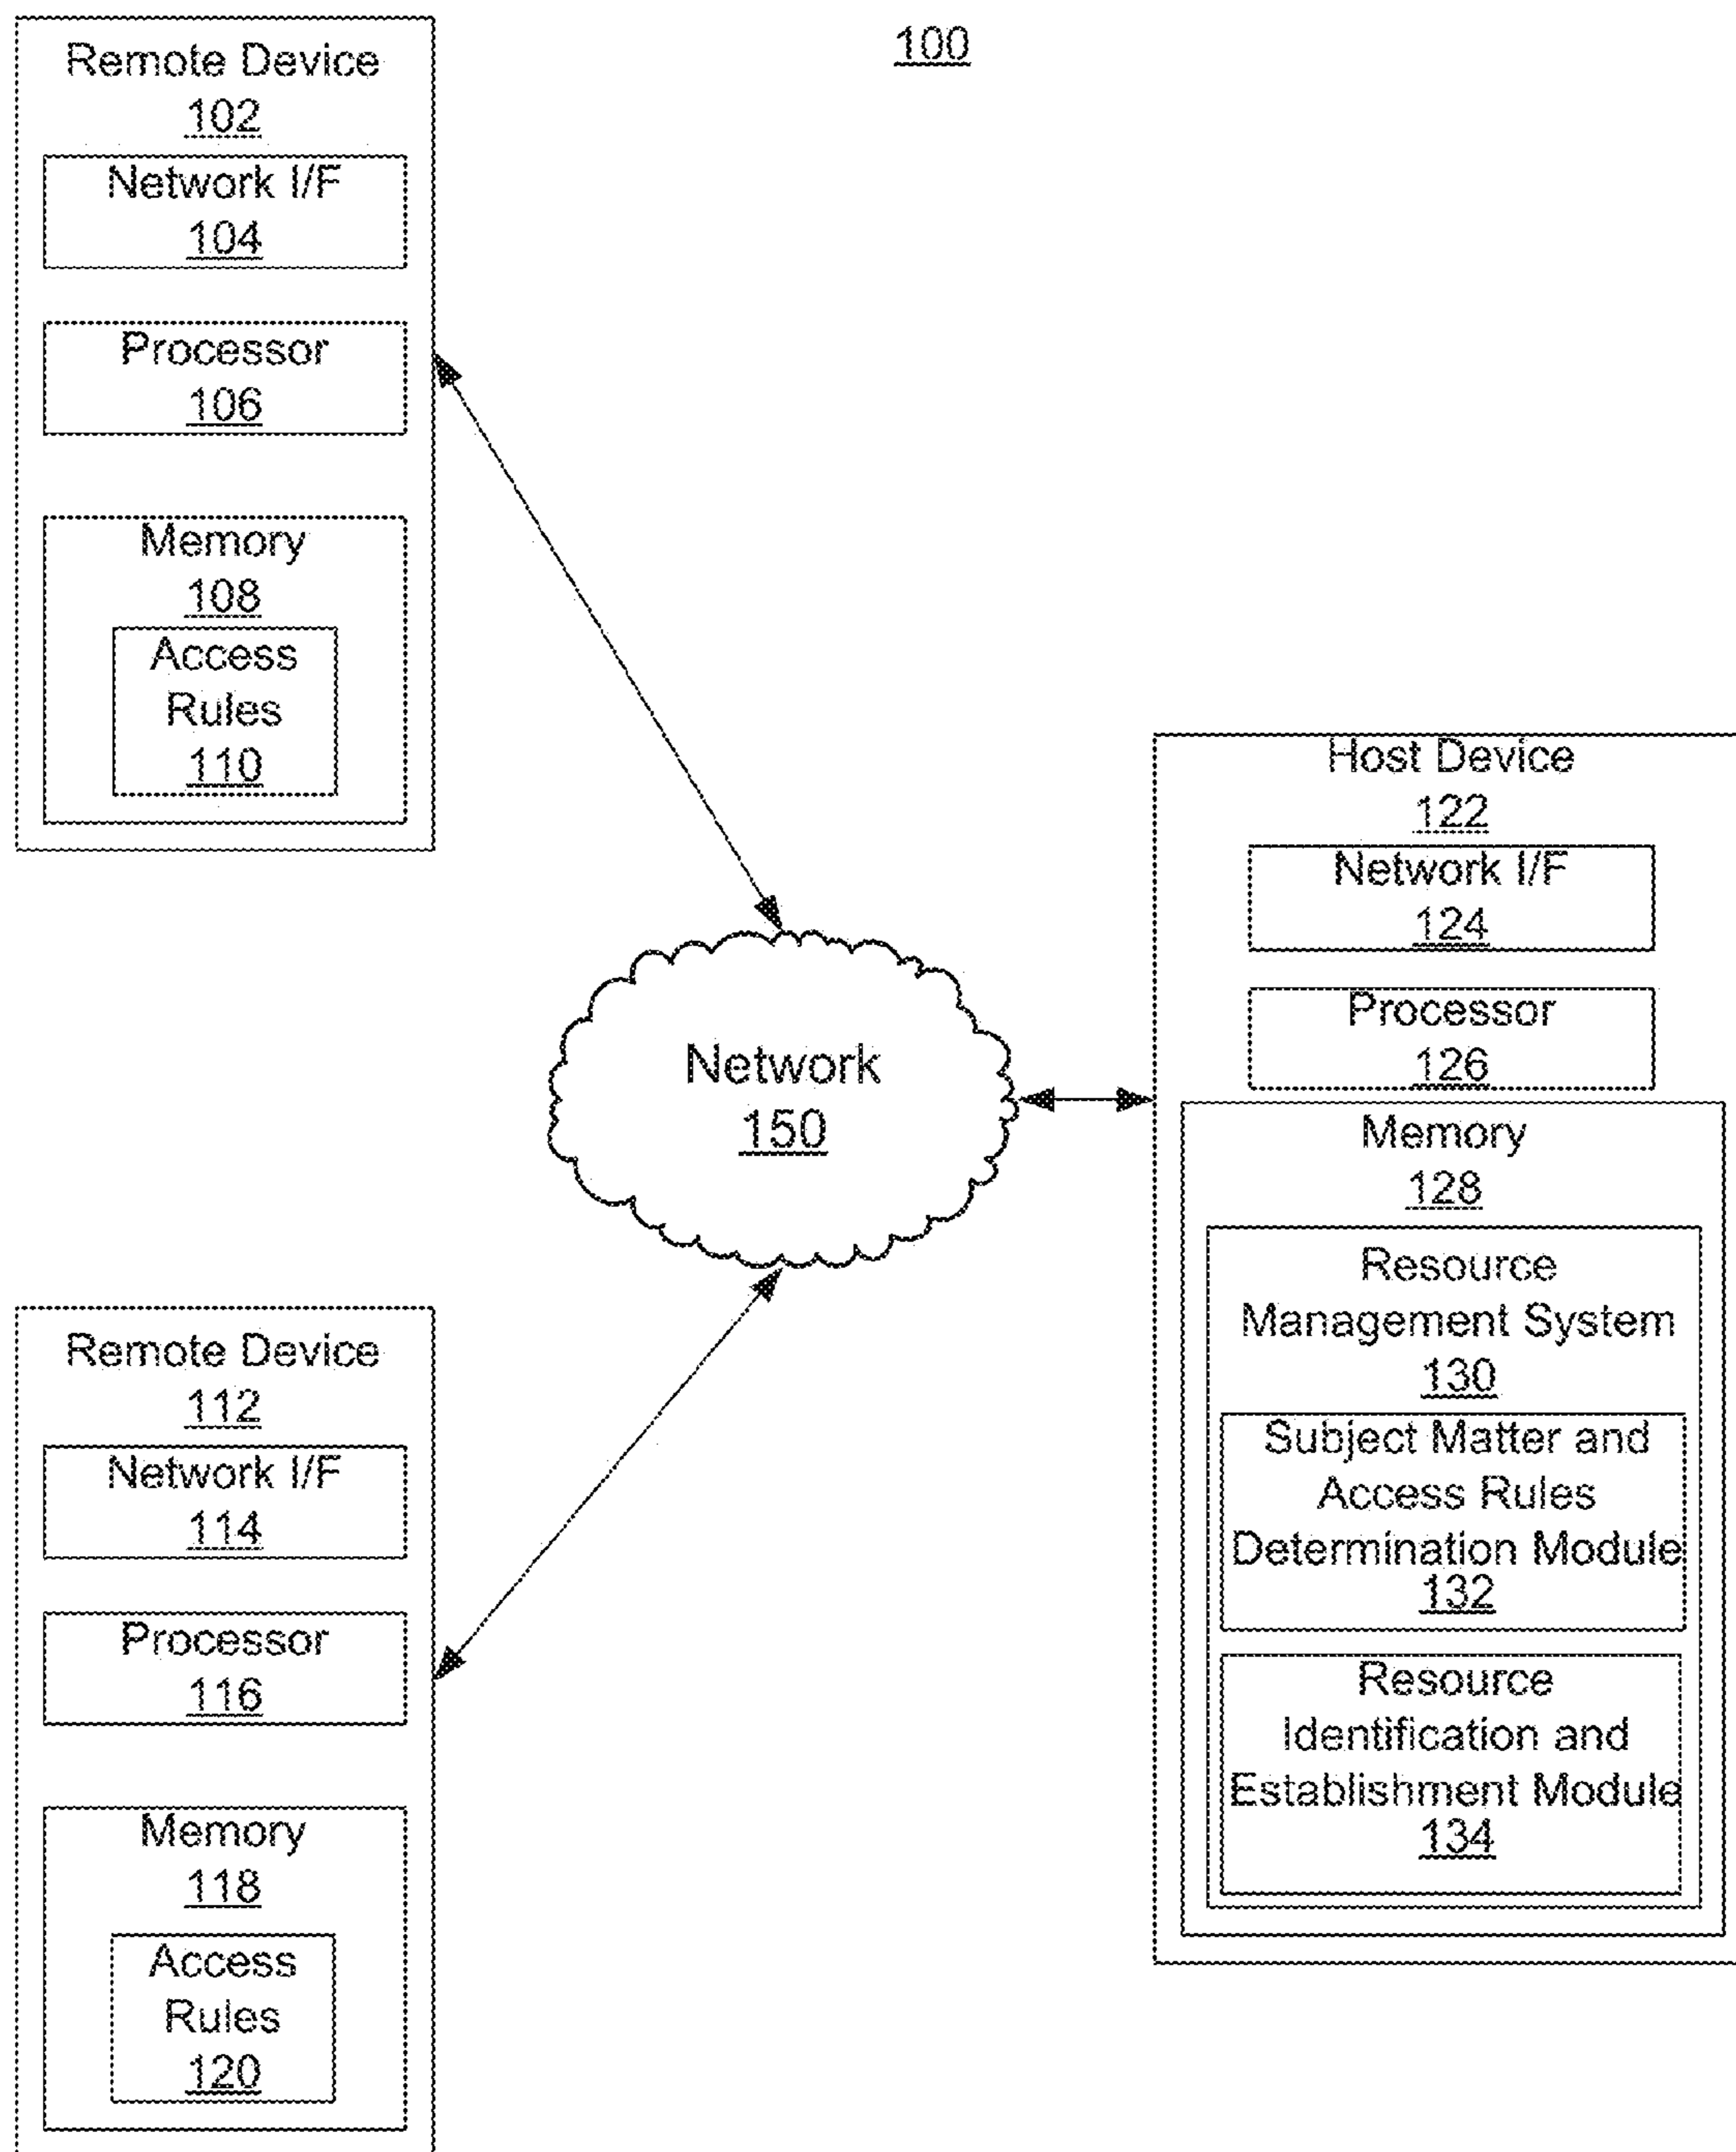 100
Remote Device
102
Network I/F
104
Processor
106
Memory
108
Access
Rules
110
Network
150
Remote Device
112
Network I/F
114
Processor
116
Memory
118
Access
Rules
120
Host Device
122
Network I/F
124
Processor
126
Memory
128
Resource
Management System
130
Subject Matter and
Access Rules
Determination Module
132
Resource
Identification and
Establishment Module
134